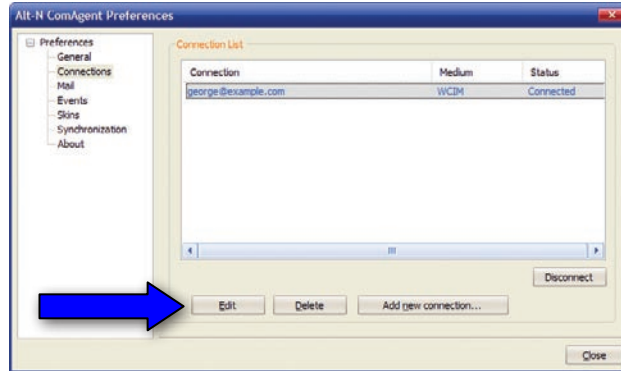 Alt-N ComAgent Preferences
Preferences
General
Connections
Mail
Events
Skins
Synchronization
About
Connection List
Connection Medium Status
george@example.com WCIM Connected
Disconnect
Edit Delete Add new connection...
Close